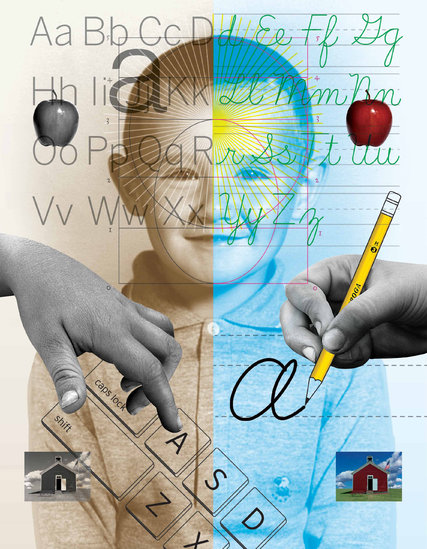 Aa Bb Cc Dd Ee Ff Gg
a
Hh Ii Kk Ll Mm Nn
Oo Pp Qq Rr Ss Tt Uu
Vv Ww Xx Yy Zz
a
caps lock
shift
A
S
D
Z
X